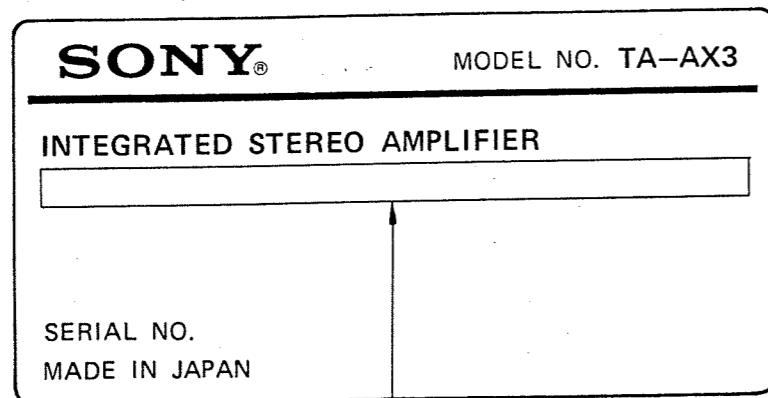 SONY® MODEL NO. TA–AX3
INTEGRATED STEREO AMPLIFIER
SERIAL NO.
MADE IN JAPAN